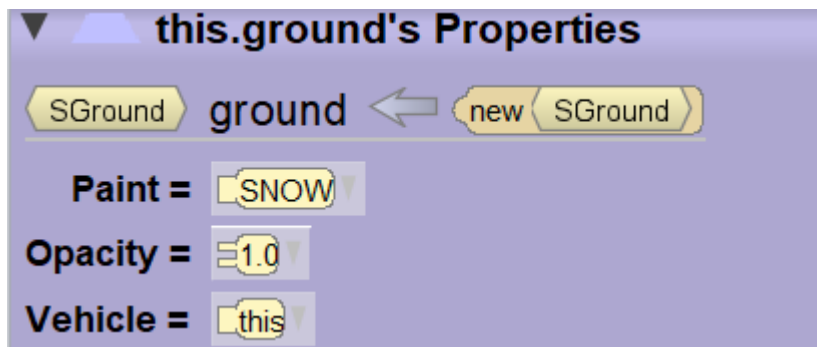 this.ground's Properties
SGround ground new SGround
Paint = SNOW
Opacity = 1.0
Vehicle = this